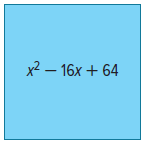 x² – 16x + 64